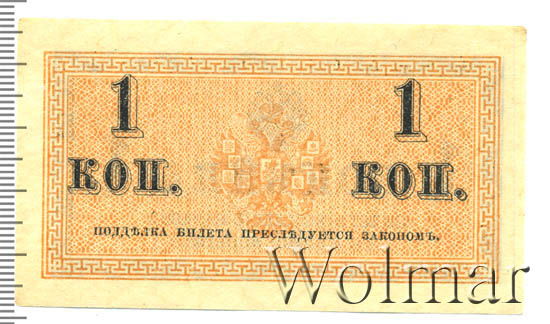 1 1
КОП. КОП.
ПОДДѢЛКА БИЛЕТА ПРЕСЛѢДУЕТСЯ ЗАКОНОМЪ.
Wolmar